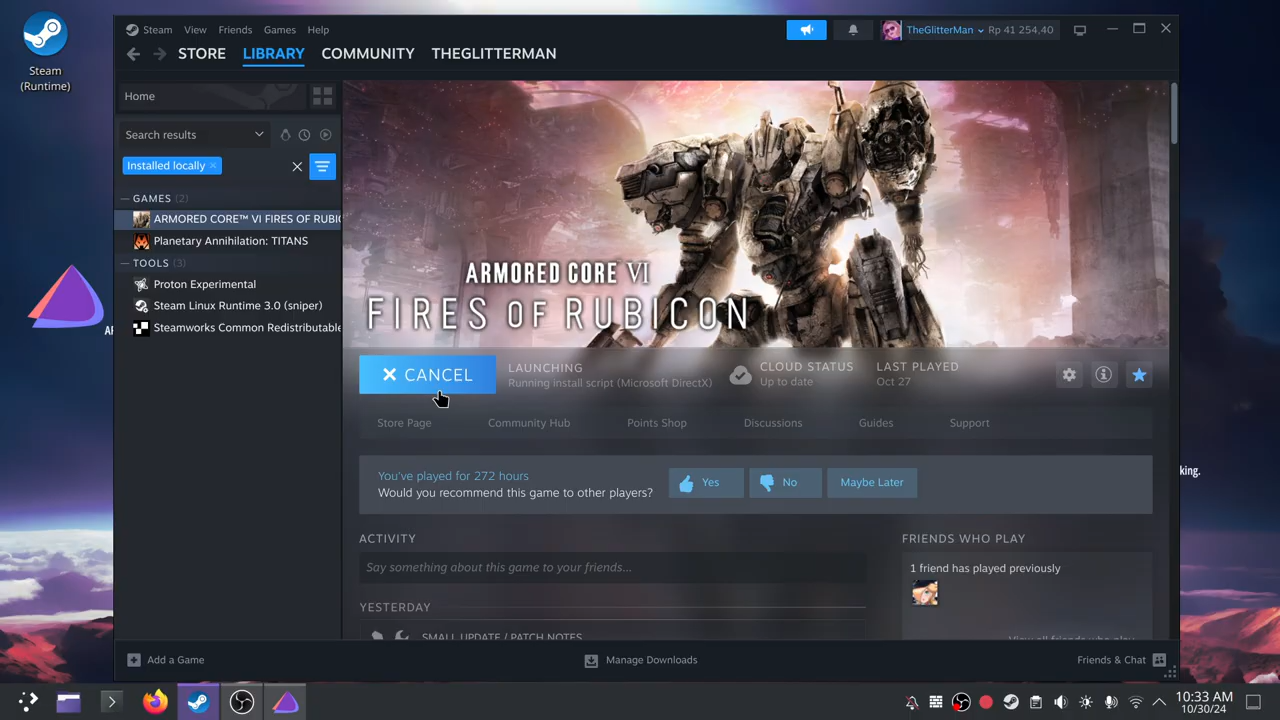 Steam
(Runtime)
Steam View Friends Games Help
TheGlitterMan Rp 41 254,40
STORE LIBRARY COMMUNITY THEGLITTERMAN
Home
Search results
Installed locally
— GAMES (2)
ARMORED CORE™ VI FIRES OF RUBIC
Planetary Annihilation: TITANS
— TOOLS (3)
Proton Experimental
Steam Linux Runtime 3.0 (sniper)
Steamworks Common Redistributable
ARMORED CORE VI
FIRES OF RUBICON
CANCEL
LAUNCHING
Running install script (Microsoft DirectX)
CLOUD STATUS
Up to date
LAST PLAYED
Oct 27
Store Page Community Hub Points Shop Discussions Guides Support
You've played for 272 hours
Would you recommend this game to other players?
Yes No Maybe Later
ACTIVITY
Say something about this game to your friends...
YESTERDAY
SMALL UPDATE / PATCH NOTES
FRIENDS WHO PLAY
1 friend has played previously
View all friends who play
Add a Game
Manage Downloads
Friends & Chat
king.
10:33 AM
10/30/24